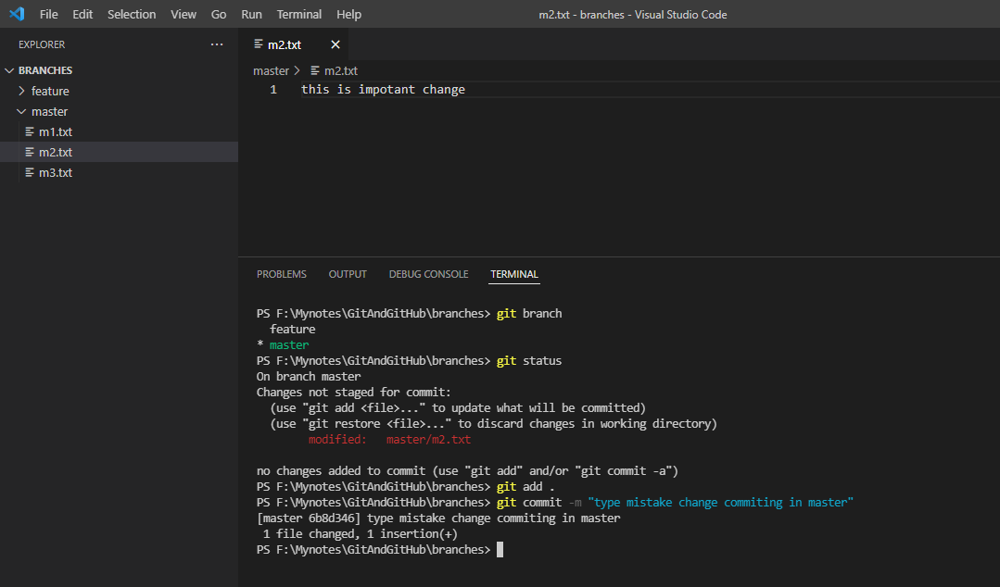 File Edit Selection View Go Run Terminal Help m2.txt - branches - Visual Studio Code
EXPLORER ...
BRANCHES
feature
master
m1.txt
m2.txt
m3.txt
m2.txt
master > m2.txt
1 this is impotant change
PROBLEMS OUTPUT DEBUG CONSOLE TERMINAL
PS F:\Mynotes\GitAndGitHub\branches> git branch
feature
* master
PS F:\Mynotes\GitAndGitHub\branches> git status
On branch master
Changes not staged for commit:
(use "git add <file>..." to update what will be committed)
(use "git restore <file>..." to discard changes in working directory)
modified: master/m2.txt
no changes added to commit (use "git add" and/or "git commit -a")
PS F:\Mynotes\GitAndGitHub\branches> git add .
PS F:\Mynotes\GitAndGitHub\branches> git commit -m "type mistake change commiting in master"
[master 6b8d346] type mistake change commiting in master
1 file changed, 1 insertion(+)
PS F:\Mynotes\GitAndGitHub\branches>